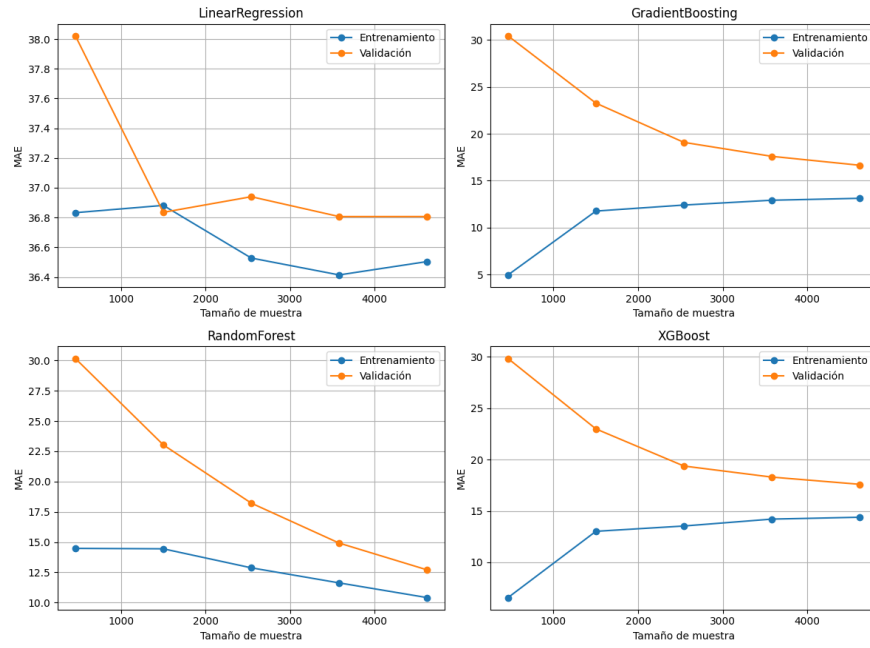 LinearRegression
38.0
37.8
37.6
37.4
37.2
37.0
36.8
36.6
36.4
MAE
1000
2000
3000
4000
Tamaño de muestra
Entrenamiento
Validación
GradientBoosting
30
25
20
15
10
5
MAE
1000
2000
3000
4000
Tamaño de muestra
Entrenamiento
Validación
RandomForest
30.0
27.5
25.0
22.5
20.0
17.5
15.0
12.5
10.0
MAE
1000
2000
3000
4000
Tamaño de muestra
Entrenamiento
Validación
XGBoost
30
25
20
15
10
MAE
1000
2000
3000
4000
Tamaño de muestra
Entrenamiento
Validación